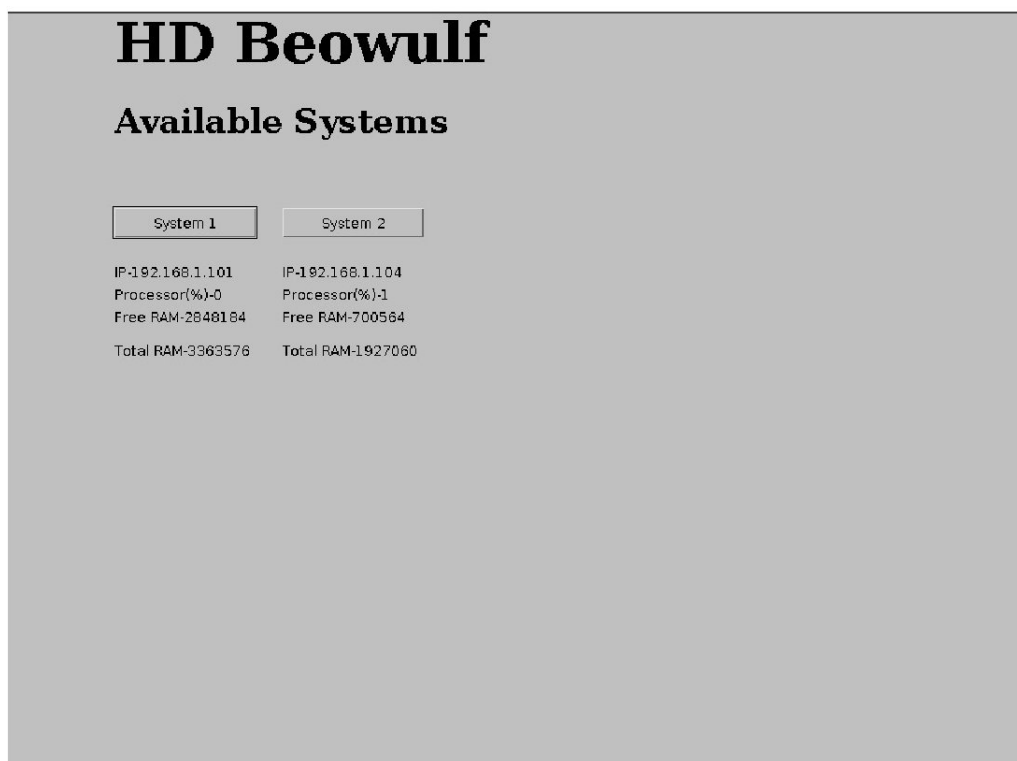 HD Beowulf
Available Systems
System 1 System 2
IP-192.168.1.101 IP-192.168.1.104
Processor(%)-0 Processor(%)-1
Free RAM-2848184 Free RAM-700564
Total RAM-3363576 Total RAM-1927060